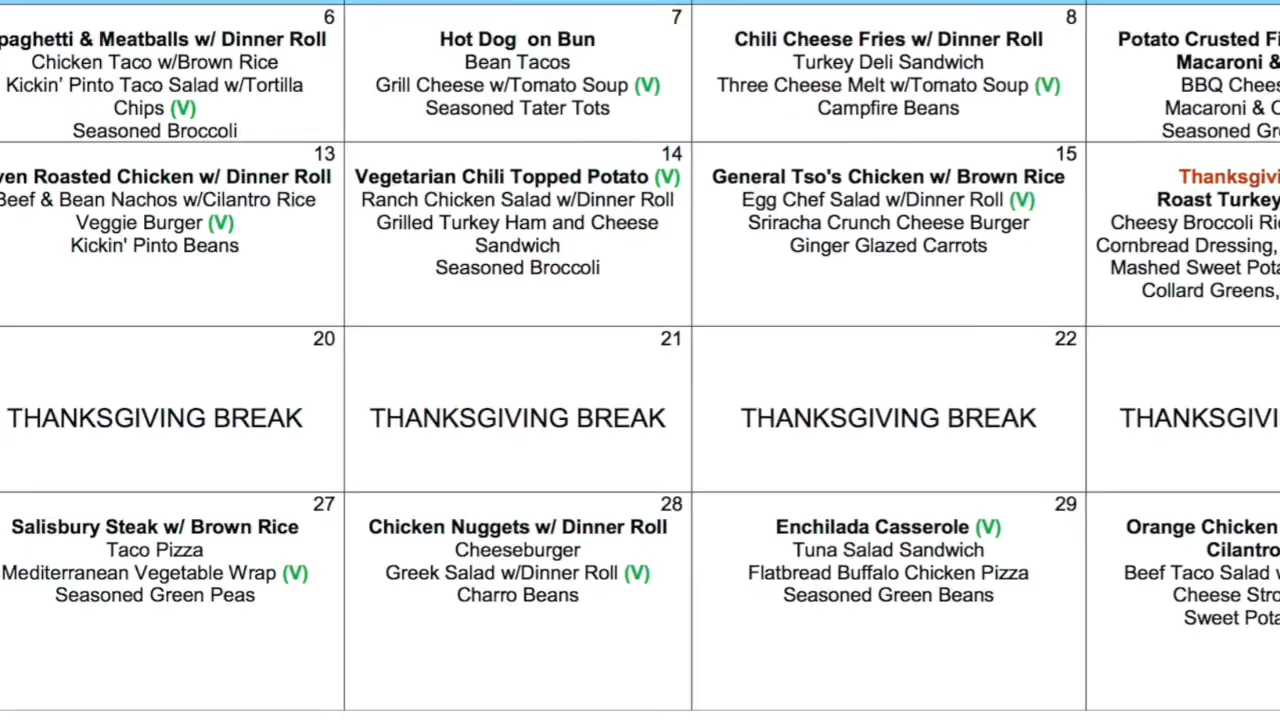 6
paghetti & Meatballs w/ Dinner Roll
Chicken Taco w/Brown Rice
Kickin' Pinto Taco Salad w/Tortilla
Chips (V)
Seasoned Broccoli
7
Hot Dog on Bun
Bean Tacos
Grill Cheese w/Tomato Soup (V)
Seasoned Tater Tots
8
Chili Cheese Fries w/ Dinner Roll
Turkey Deli Sandwich
Three Cheese Melt w/Tomato Soup (V)
Campfire Beans
Potato Crusted Fi
Macaroni &
BBQ Chees
Macaroni & C
Seasoned Gr
13
ven Roasted Chicken w/ Dinner Roll
Beef & Bean Nachos w/Cilantro Rice
Veggie Burger (V)
Kickin' Pinto Beans
14
Vegetarian Chili Topped Potato (V)
Ranch Chicken Salad w/Dinner Roll
Grilled Turkey Ham and Cheese
Sandwich
Seasoned Broccoli
15
General Tso's Chicken w/ Brown Rice
Egg Chef Salad w/Dinner Roll (V)
Sriracha Crunch Cheese Burger
Ginger Glazed Carrots
Thanksgivi
Roast Turkey
Cheesy Broccoli Ric
Cornbread Dressing,
Mashed Sweet Pota
Collard Greens,
20
THANKSGIVING BREAK
21
THANKSGIVING BREAK
22
THANKSGIVING BREAK
THANKSGIVI
27
Salisbury Steak w/ Brown Rice
Taco Pizza
Mediterranean Vegetable Wrap (V)
Seasoned Green Peas
28
Chicken Nuggets w/ Dinner Roll
Cheeseburger
Greek Salad w/Dinner Roll (V)
Charro Beans
29
Enchilada Casserole (V)
Tuna Salad Sandwich
Flatbread Buffalo Chicken Pizza
Seasoned Green Beans
Orange Chicken
Cilantro
Beef Taco Salad w
Cheese Stro
Sweet Pota